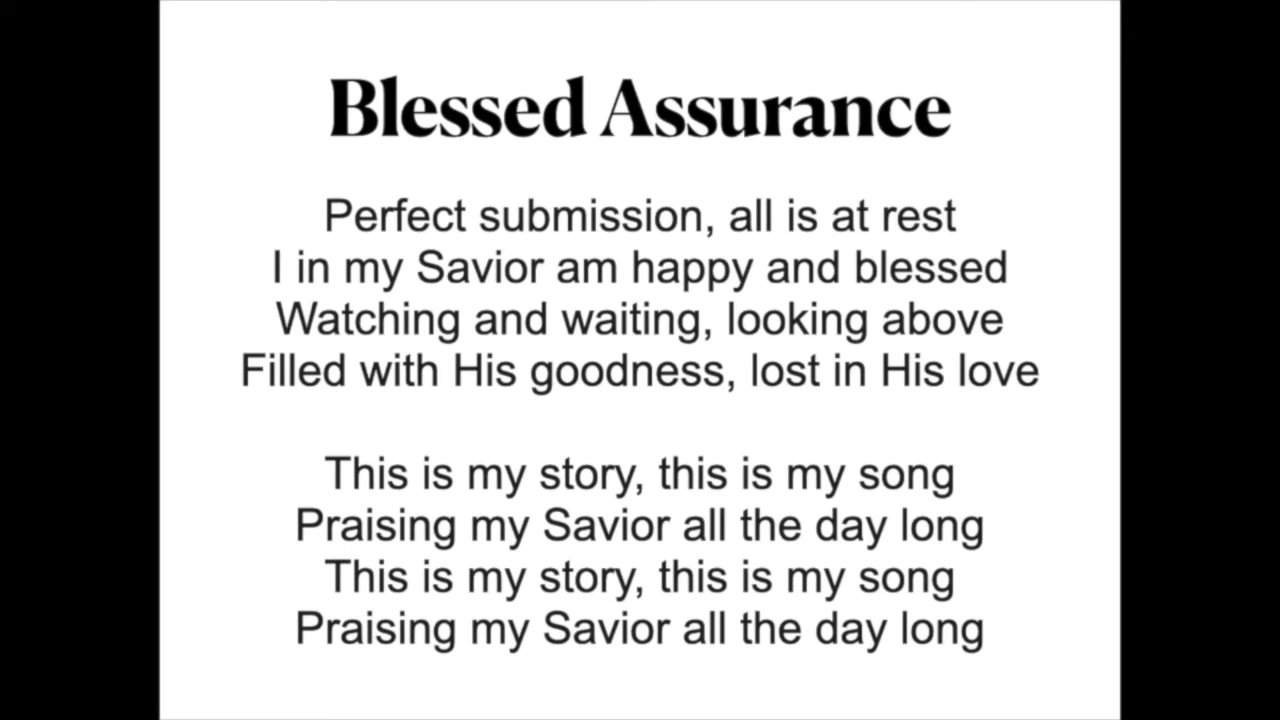 Blessed Assurance
Perfect submission, all is at rest
I in my Savior am happy and blessed
Watching and waiting, looking above
Filled with His goodness, lost in His love
This is my story, this is my song
Praising my Savior all the day long
This is my story, this is my song
Praising my Savior all the day long